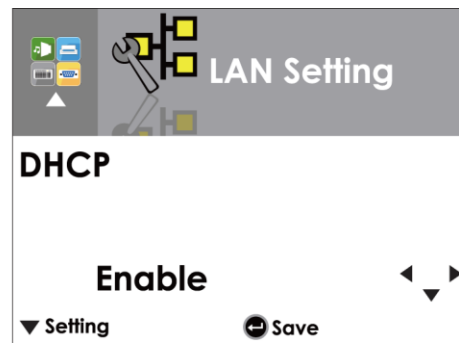 LAN Setting
DHCP
Enable
Setting
Save